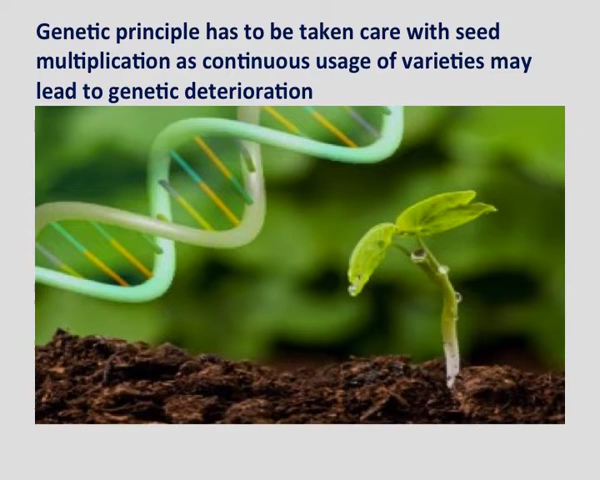 Genetic principle has to be taken care with seed
multiplication as continuous usage of varieties may
lead to genetic deterioration